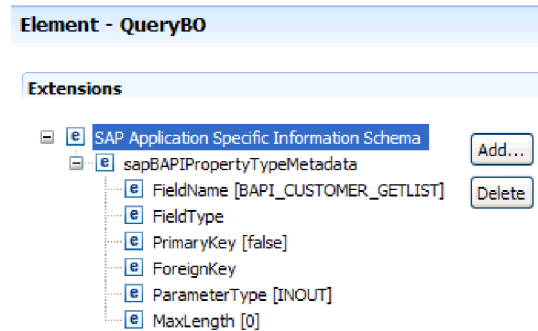 Element - QueryBO
Extensions
SAP Application Specific Information Schema
Add...
sapBAPIPropertyTypeMetadata
FieldName [BAPI_CUSTOMER_GETLIST]
Delete
FieldType
PrimaryKey [false]
ForeignKey
ParameterType [INOUT]
MaxLength [0]